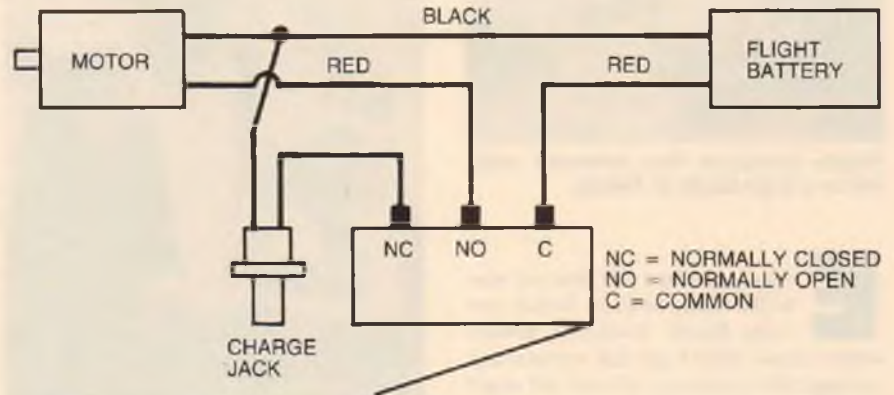 BLACK
MOTOR
RED
RED
FLIGHT
BATTERY
NC
NO
C
NC = NORMALLY CLOSED
NO = NORMALLY OPEN
C = COMMON
CHARGE
JACK